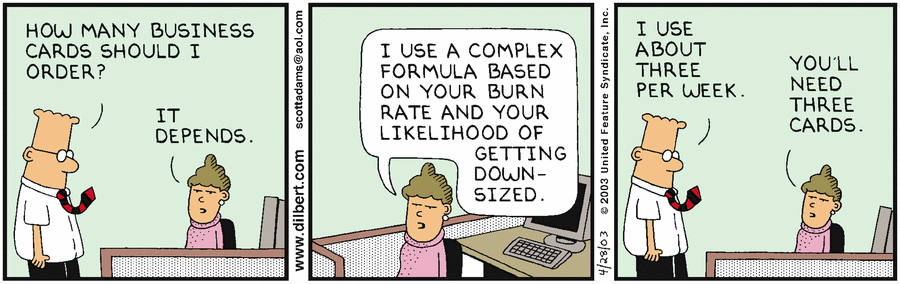 HOW MANY BUSINESS
CARDS SHOULD I
ORDER?
IT
DEPENDS.
www.dilbert.com
scottadams@aol.com
I USE A COMPLEX
FORMULA BASED
ON YOUR BURN
RATE AND YOUR
LIKELIHOOD OF
GETTING
DOWN-
SIZED.
4/28/03
© 2003 United Feature Syndicate, Inc.
I USE
ABOUT
THREE
PER WEEK.
YOU'LL
NEED
THREE
CARDS.